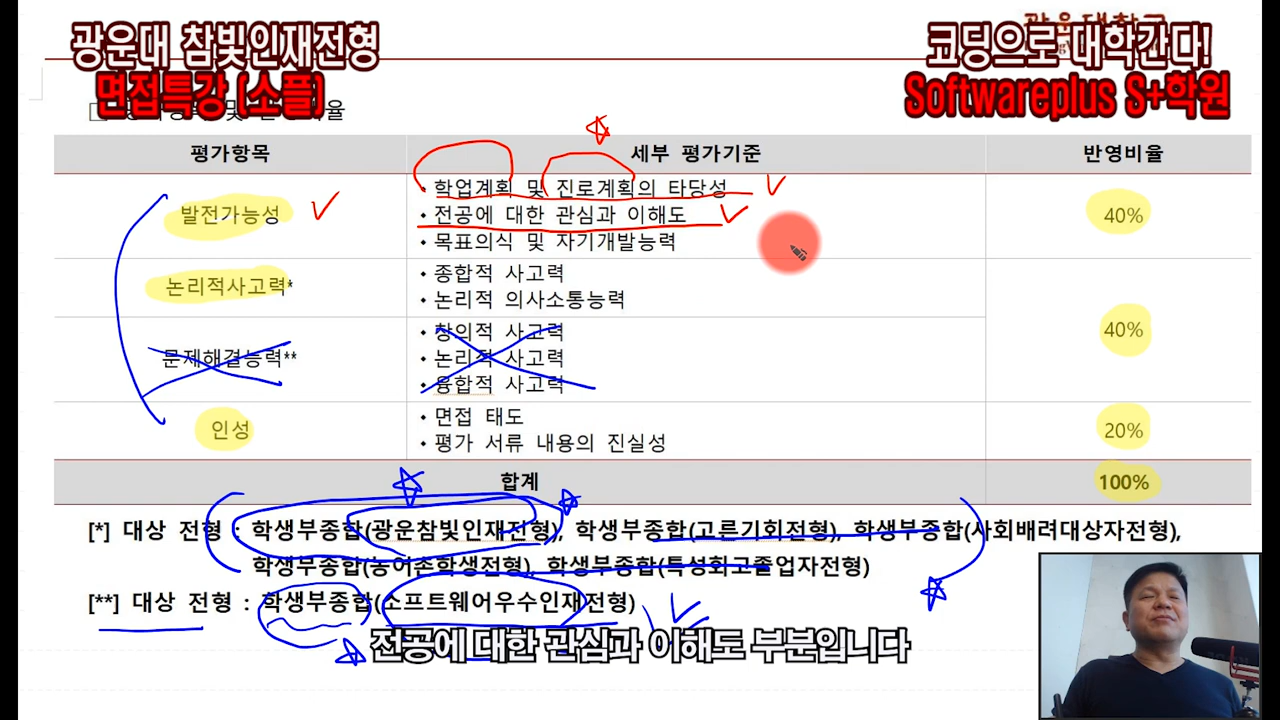 광운대 참빛인재전형
면접특강 (소플)
코딩으로 대학간다!
Softwareplus S+학원
평가항목 세부 평가기준 반영비율
발전가능성
• 학업계획 및 진로계획의 타당성
• 전공에 대한 관심과 이해도
• 목표의식 및 자기개발능력
40%
논리적사고력*
• 종합적 사고력
• 논리적 의사소통능력
문제해결능력**
• 창의적 사고력
• 논리적 사고력
• 융합적 사고력
40%
인성
• 면접 태도
• 평가 서류 내용의 진실성
20%
합계 100%
[*] 대상 전형 : 학생부종합(광운참빛인재전형), 학생부종합(고른기회전형), 학생부종합(사회배려대상자전형),
학생부종합(농어촌학생전형), 학생부종합(특성화고졸업자전형)
[**] 대상 전형 : 학생부종합(소프트웨어우수인재전형)
전공에 대한 관심과 이해도 부분입니다